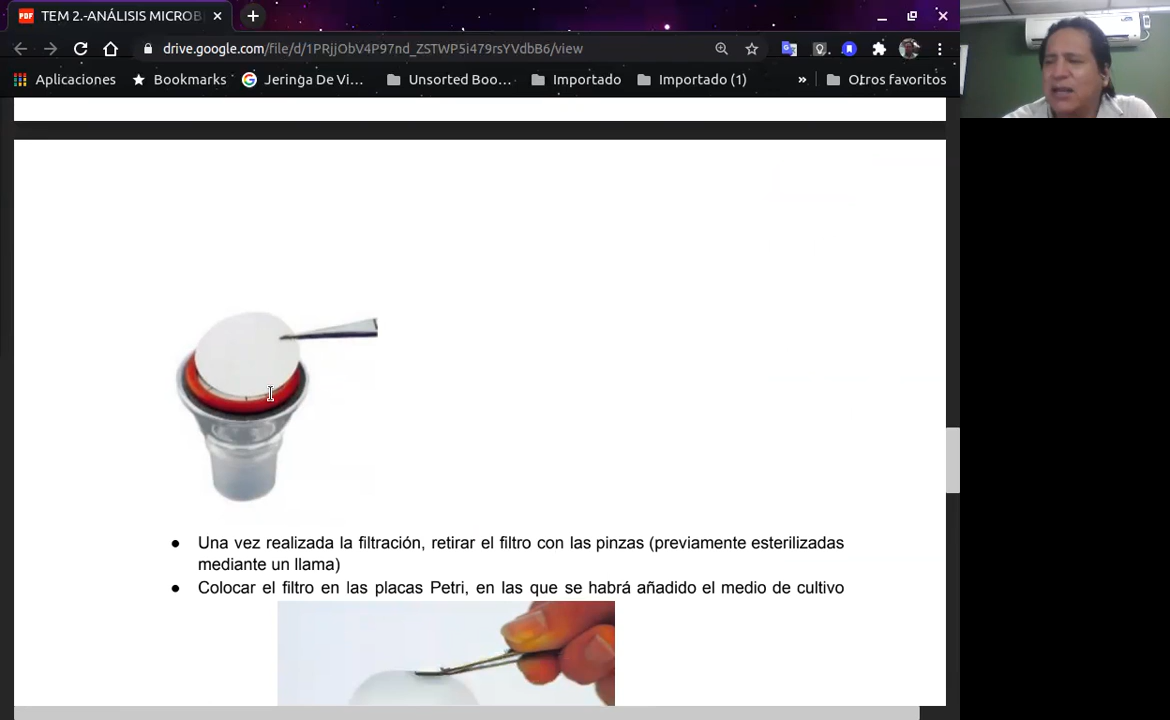 TEM 2.-ANÁLISIS MICROB
drive.google.com/file/d/1PRjjObV4P97nd_ZSTWPSi479rsYVdbB6/view
Aplicaciones Bookmarks Jeringa De Vi... Unsorted Boo... Importado Importado (1) » Otros favoritos
● Una vez realizada la filtración, retirar el filtro con las pinzas (previamente esterilizadas
mediante un llama)
● Colocar el filtro en las placas Petri, en las que se habrá añadido el medio de cultivo